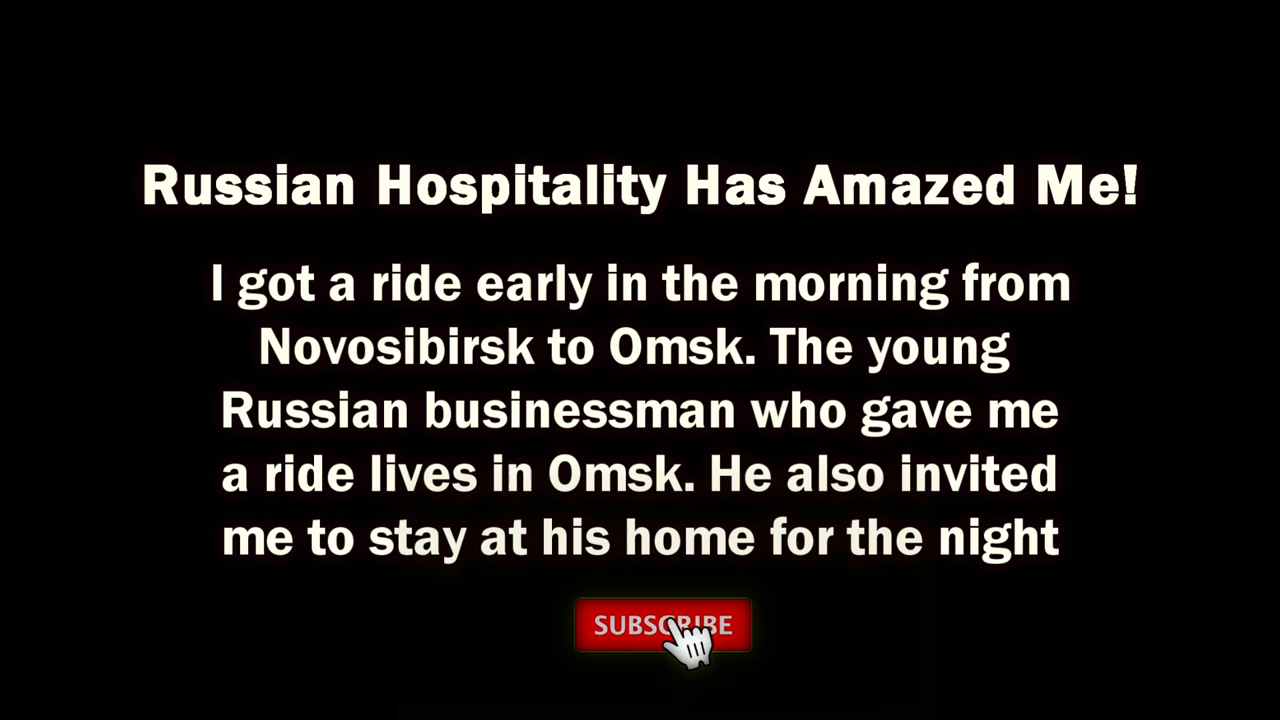 Russian Hospitality Has Amazed Me!
I got a ride early in the morning from
Novosibirsk to Omsk. The young
Russian businessman who gave me
a ride lives in Omsk. He also invited
me to stay at his home for the night
SUBSCRIBE